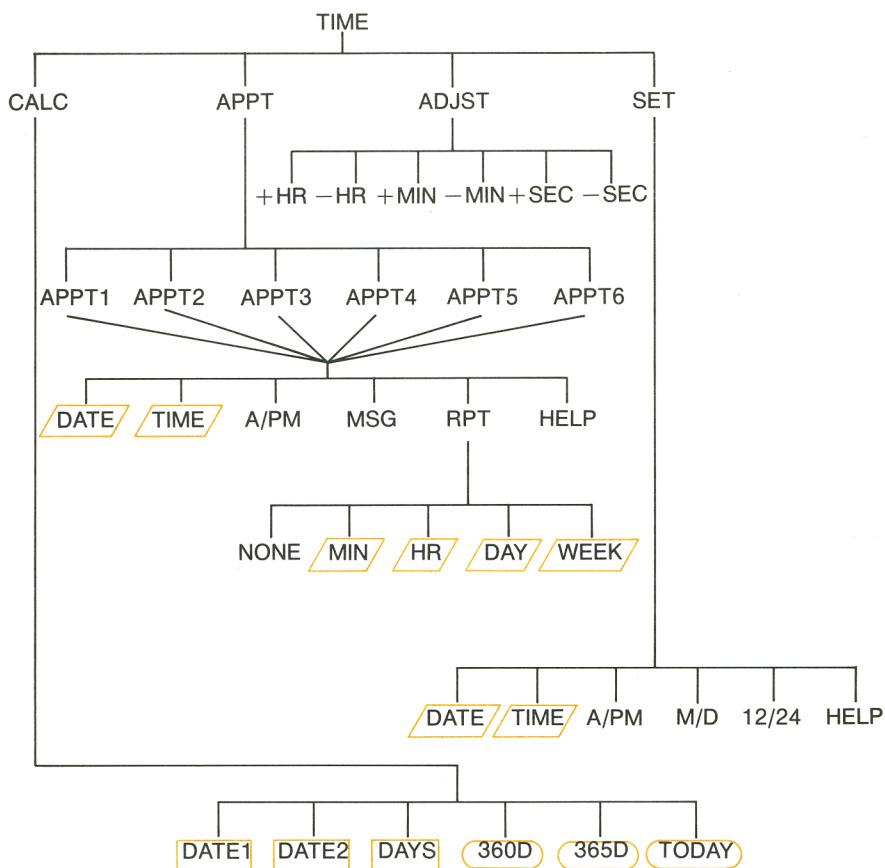 TIME
CALC APPT ADJST SET
+HR −HR +MIN −MIN +SEC −SEC
APPT1 APPT2 APPT3 APPT4 APPT5 APPT6
DATE TIME A/PM MSG RPT HELP
NONE MIN HR DAY WEEK
DATE TIME A/PM M/D 12/24 HELP
DATE1 DATE2 DAYS 360D 365D TODAY